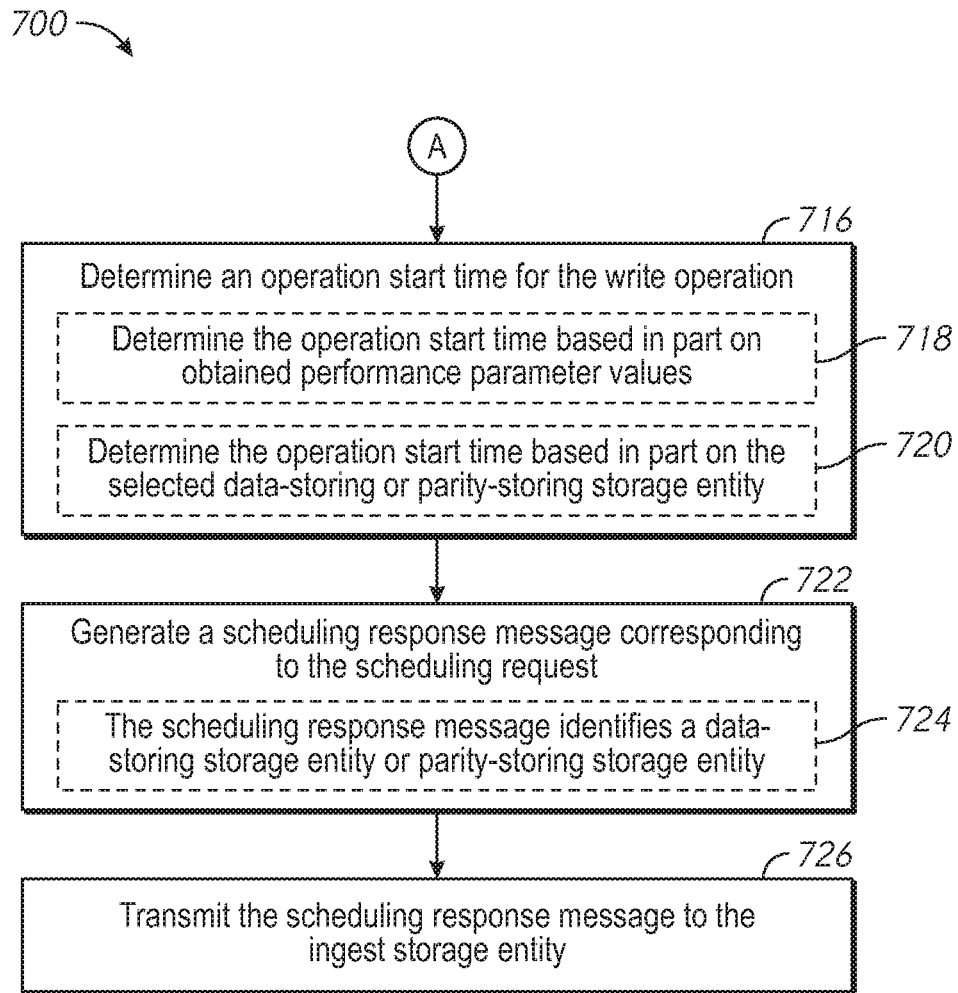 700
A
716
Determine an operation start time for the write operation
Determine the operation start time based in part on
obtained performance parameter values
718
Determine the operation start time based in part on the
selected data-storing or parity-storing storage entity
720
722
Generate a scheduling response message corresponding
to the scheduling request
The scheduling response message identifies a data-
storing storage entity or parity-storing storage entity
724
726
Transmit the scheduling response message to the
ingest storage entity